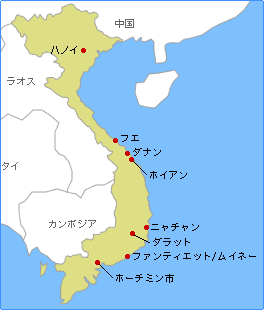 中国
ハノイ
ラオス
フエ
ダナン
タイ
ホイアン
カンボジア
ニャチャン
ダラット
ファンティエット/ムイネー
ホーチミン市